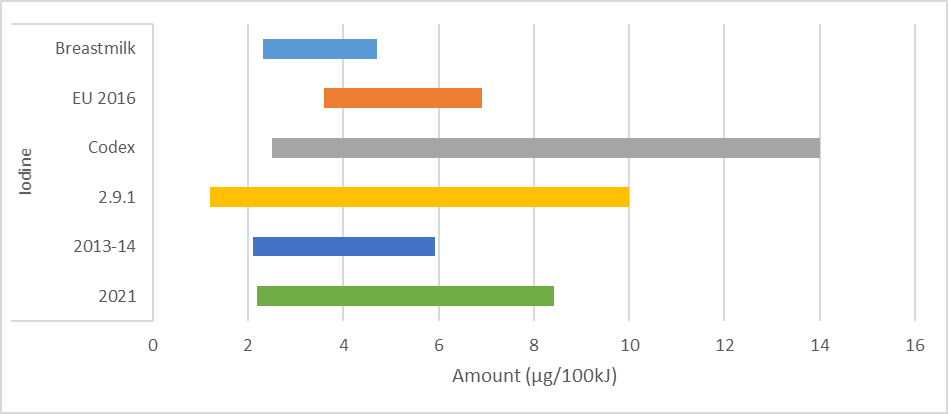 Iodine
Breastmilk
EU 2016
Codex
2.9.1
2013-14
2021
0 2 4 6 8 10 12 14 16
Amount (µg/100kJ)